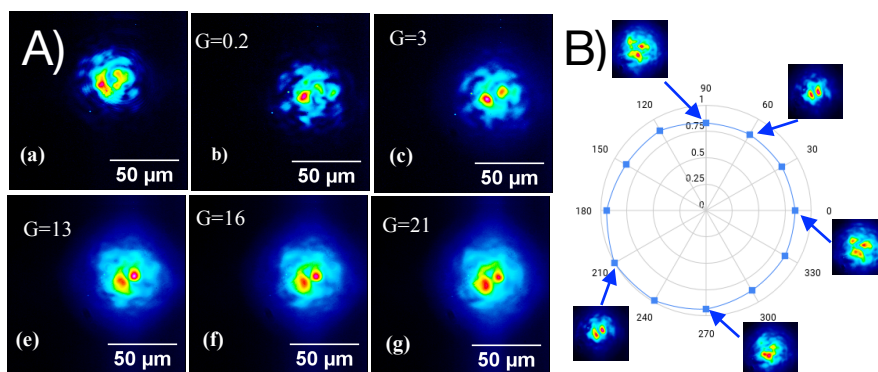 A)
(a)
50 µm
G=0.2
b)
50 µm
G=3
(c)
50 µm
G=13
(e)
50 µm
G=16
(f)
50 µm
G=21
(g)
50 µm
B)
90
1
0.75
0.5
0.25
0
60
30
0
330
300
270
240
210
180
150
120